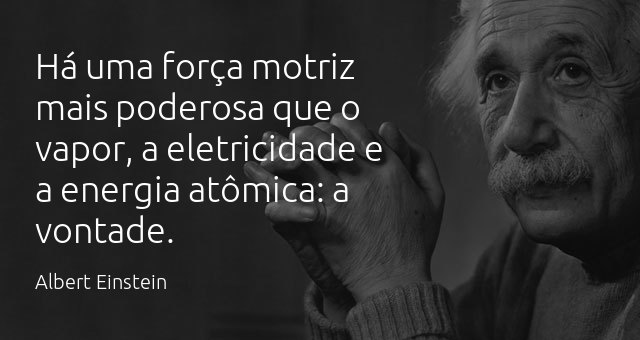 Há uma força motriz
mais poderosa que o
vapor, a eletricidade e
a energia atômica: a
vontade.
Albert Einstein